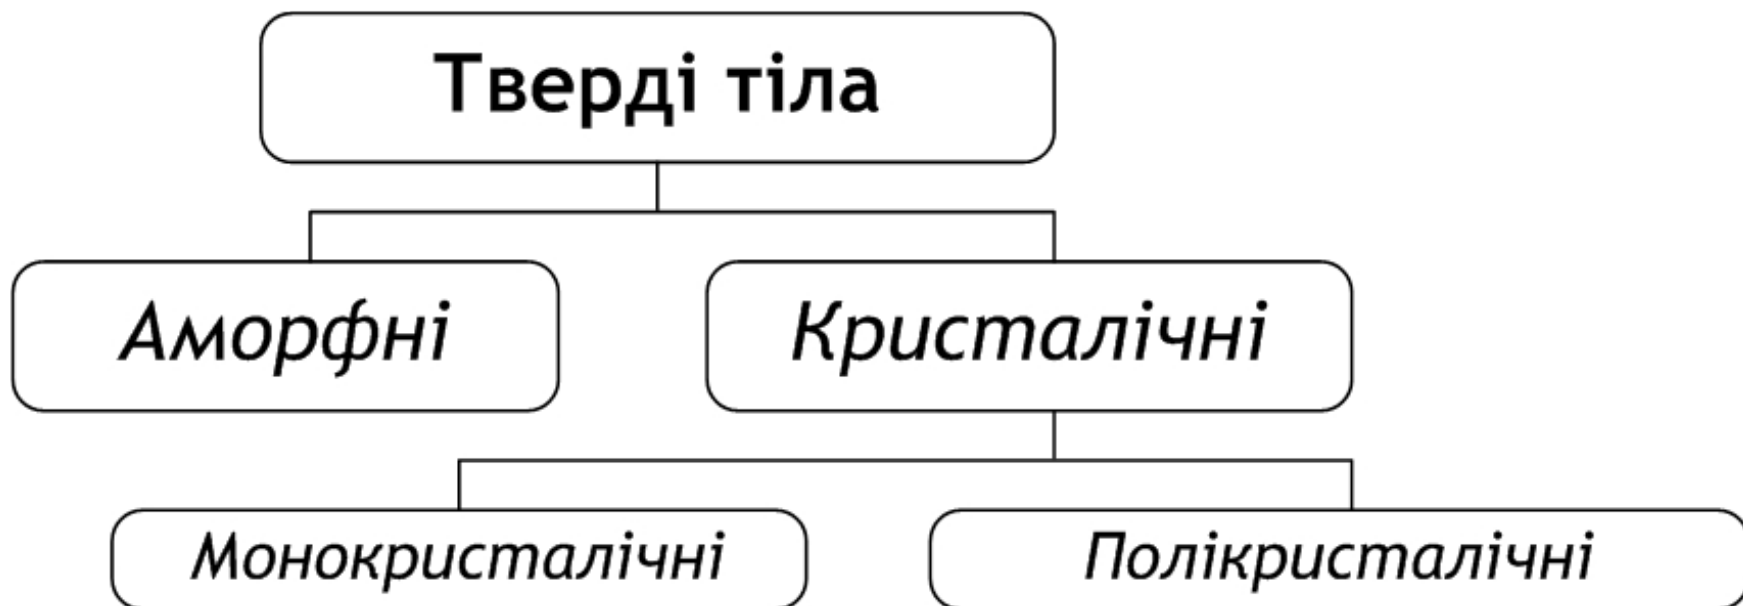 Тверді тіла
Аморфні
Кристалічні
Монокристалічні
Полікристалічні